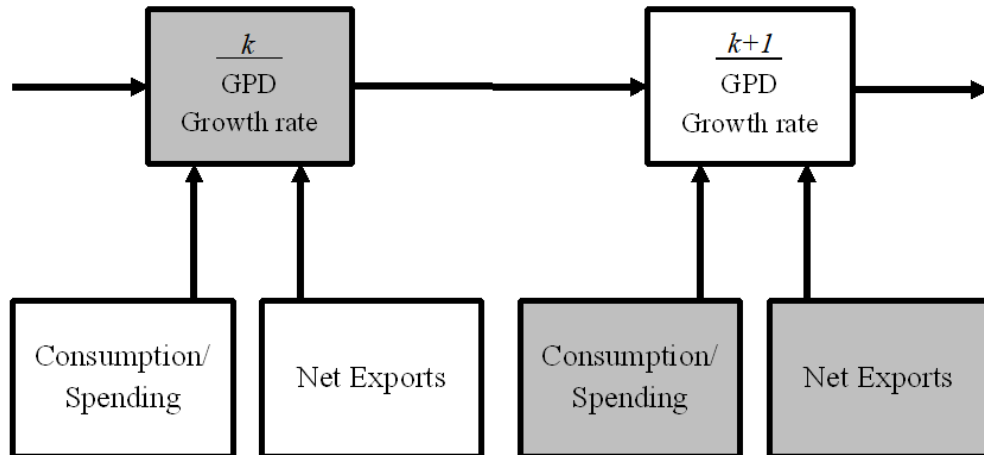 k
GPD
Growth rate
k+1
GPD
Growth rate
Consumption/
Spending
Net Exports
Consumption/
Spending
Net Exports